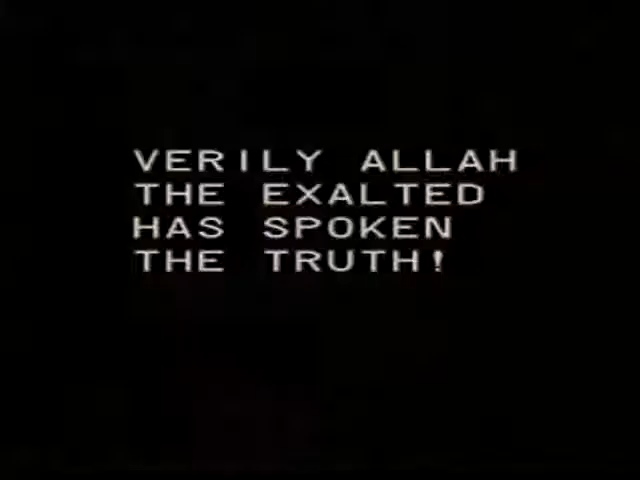 VERILY ALLAH
THE EXALTED
HAS SPOKEN
THE TRUTH!